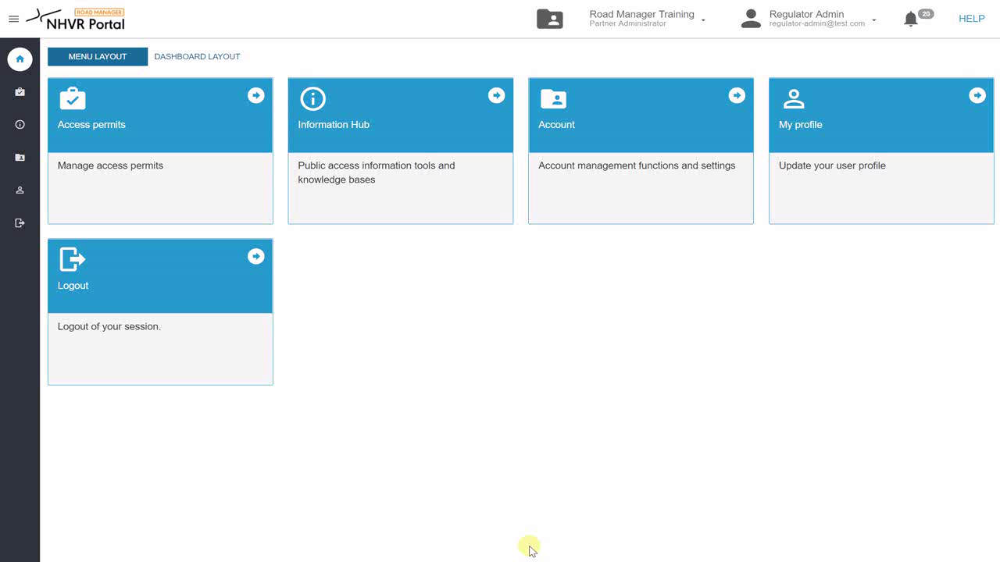 ROAD MANAGER
NHVR Portal
Road Manager Training
Partner Administrator
Regulator Admin
regulator-admin@test.com
20
HELP
MENU LAYOUT
DASHBOARD LAYOUT
Access permits
Manage access permits
Information Hub
Public access information tools and
knowledge bases
Account
Account management functions and settings
My profile
Update your user profile
Logout
Logout of your session.